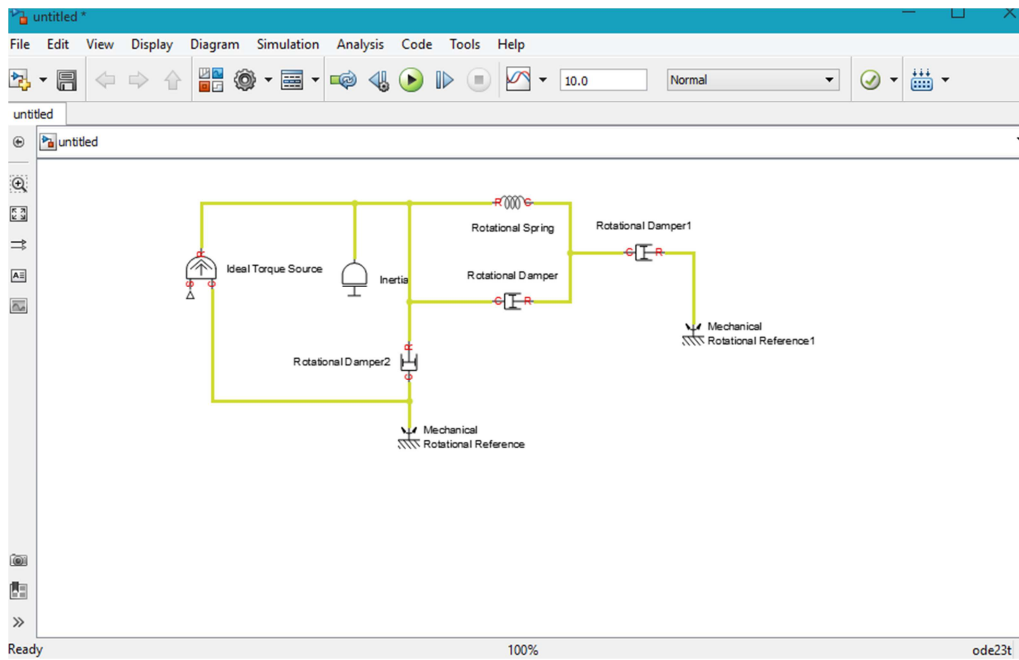 untitled *
File Edit View Display Diagram Simulation Analysis Code Tools Help
10.0 Normal
untitled
untitled
R C
Rotational Spring
Rotational Damper1
C R
R
Ideal Torque Source
S C
Inertia
Rotational Damper
C R
Mechanical
Rotational Reference1
R
Rotational Damper2
C
Mechanical
Rotational Reference
Ready 100% ode23t